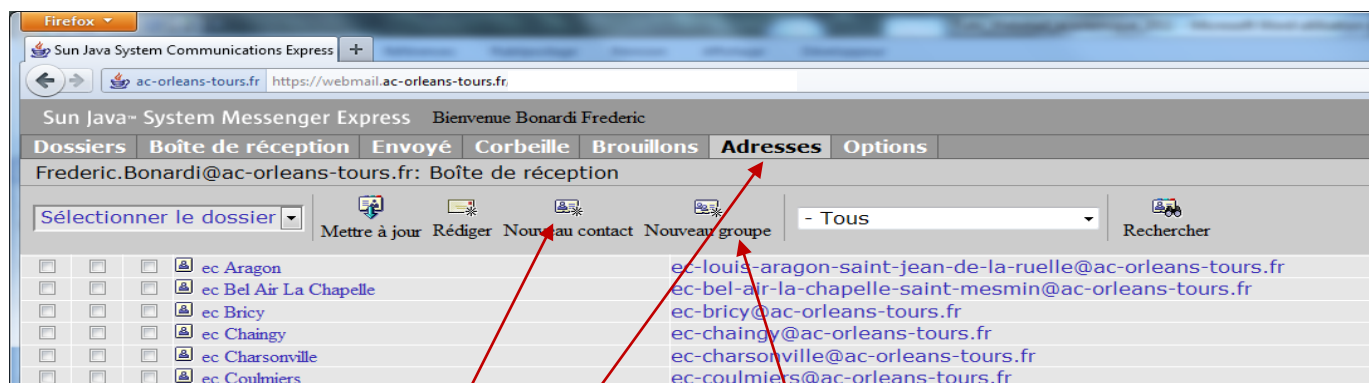 Firefox
Sun Java System Communications Express +
ac-orleans-tours.fr https://webmail.ac-orleans-tours.fr/
Sun Java™ System Messenger Express Bienvenue Bonardi Frederic
Dossiers Boîte de réception Envoyé Corbeille Brouillons Adresses Options
Frederic.Bonardi@ac-orleans-tours.fr: Boîte de réception
Sélectionner le dossier Mettre à jour Rédiger Nouveau contact Nouveau groupe - Tous Rechercher
ec Aragon ec-louis-aragon-saint-jean-de-la-ruelle@ac-orleans-tours.fr
ec Bel Air La Chapelle ec-bel-air-la-chapelle-saint-mesmin@ac-orleans-tours.fr
ec Bricy ec-bricy@ac-orleans-tours.fr
ec Chaingy ec-chaingy@ac-orleans-tours.fr
ec Charsonville ec-charsonville@ac-orleans-tours.fr
ec Coulmiers ec-coulmiers@ac-orleans-tours.fr